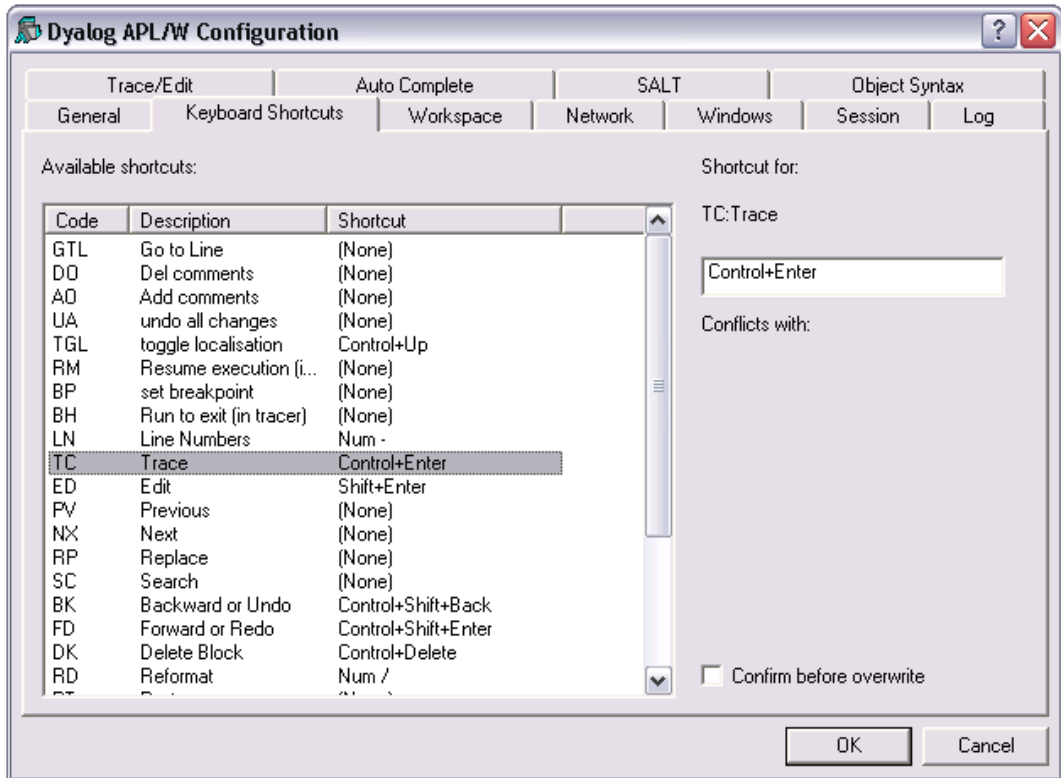 Dyalog APL/W Configuration
Trace/Edit Auto Complete SALT Object Syntax
General Keyboard Shortcuts Workspace Network Windows Session Log
Available shortcuts: Shortcut for:
Code Description Shortcut TC:Trace
GTL Go to Line (None)
DO Del comments (None) Control+Enter
AO Add comments (None)
UA undo all changes (None) Conflicts with:
TGL toggle localisation Control+Up
RM Resume execution (i... (None)
BP set breakpoint (None)
BH Run to exit (in tracer) (None)
LN Line Numbers Num -
TC Trace Control+Enter
ED Edit Shift+Enter
PV Previous (None)
NX Next (None)
RP Replace (None)
SC Search (None)
BK Backward or Undo Control+Shift+Back
FD Forward or Redo Control+Shift+Enter
DK Delete Block Control+Delete
RD Reformat Num / Confirm before overwrite
OK Cancel